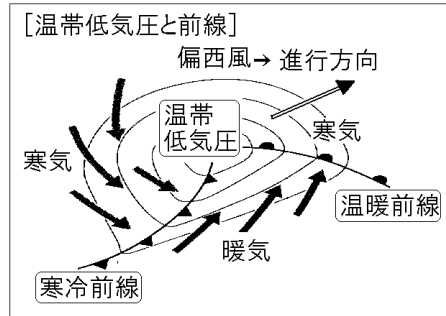 [温帯低気圧と前線]
偏西風→進行方向
温帯
低気圧
寒気
寒気
温暖前線
暖気
寒冷前線